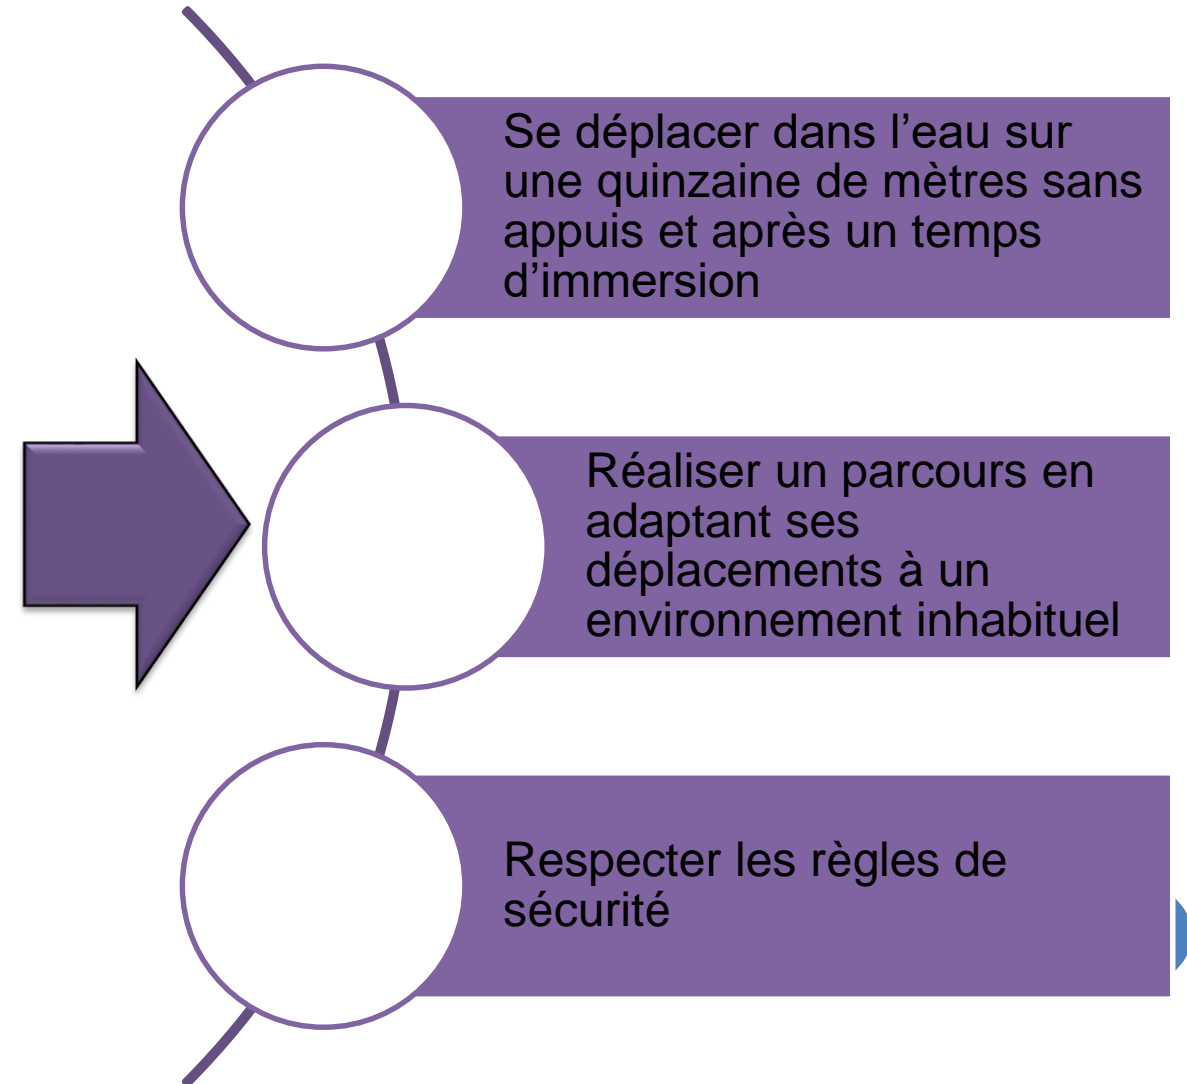 Se déplacer dans l’eau sur
une quinzaine de mètres sans
appuis et après un temps
d’immersion
Réaliser un parcours en
adaptant ses
déplacements à un
environnement inhabituel
Respecter les règles de
sécurité